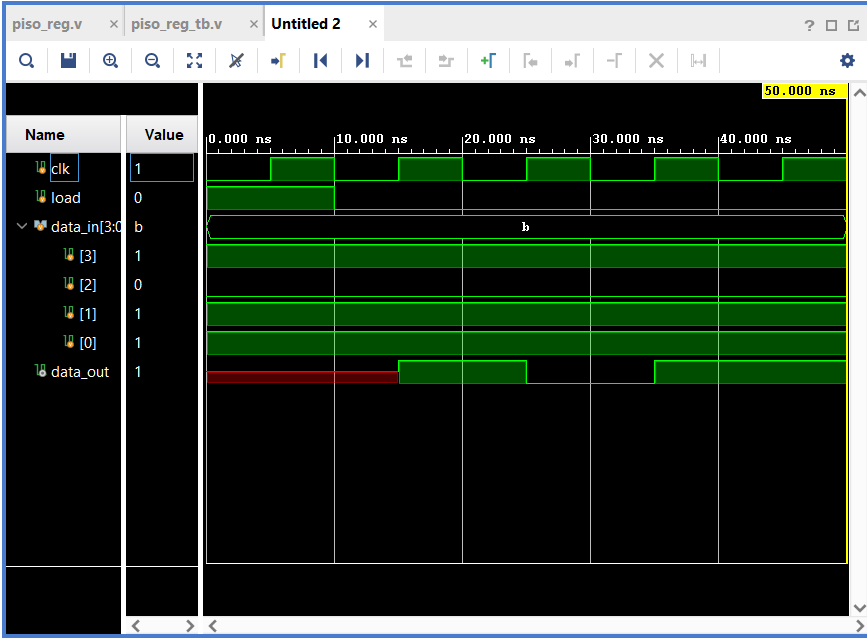 piso_reg.v × piso_reg_tb.v × Untitled 2 × ?
50.000 ns
Name Value
0.000 ns 10.000 ns 20.000 ns 30.000 ns 40.000 ns
clk 1
load 0
data_in[3:0 b b
[3] 1
[2] 0
[1] 1
[0] 1
data_out 1